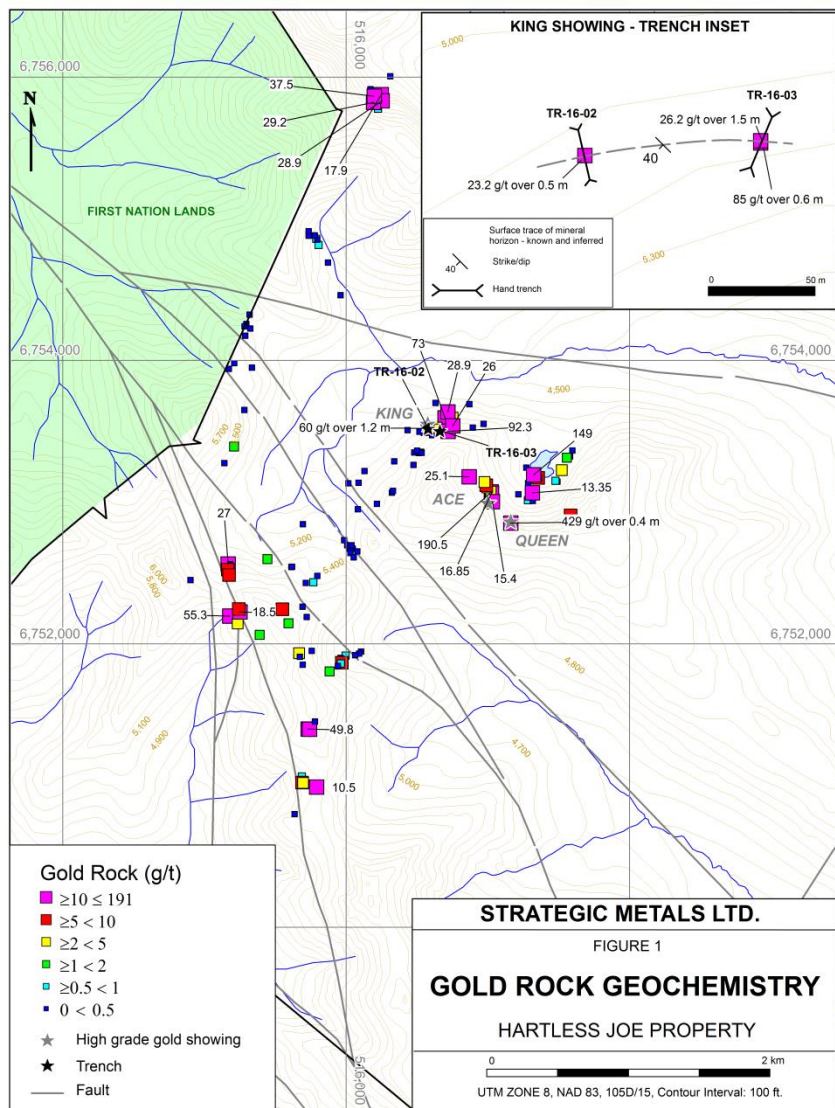 516,000
6,756,000
N
37.5
29.2
28.9
17.9
FIRST NATION LANDS
KING SHOWING - TRENCH INSET
5,000
TR-16-02
TR-16-03
26.2 g/t over 1.5 m
40
23.2 g/t over 0.5 m
85 g/t over 0.6 m
Surface trace of mineral
horizon - known and inferred
40
Strike/dip
Hand trench
5,300
0
50 m
6,754,000
6,754,000
73
28.9
26
4,500
TR-16-02
KING
5,700
5,500
60 g/t over 1.2 m
92.3
TR-16-03
149
25.1
13.35
ACE
429 g/t over 0.4 m
QUEEN
190.5
16.85
15.4
27
5,200
5,400
6,000
5,800
55.3
18.5
6,752,000
6,752,000
4,800
5,100
4,900
49.8
4,700
5,000
10.5
Gold Rock (g/t)
≥10 ≤ 191
≥5 < 10
≥2 < 5
≥1 < 2
≥0.5 < 1
0 < 0.5
High grade gold showing
Trench
Fault
516,000
STRATEGIC METALS LTD.
FIGURE 1
GOLD ROCK GEOCHEMISTRY
HARTLESS JOE PROPERTY
0
2 km
UTM ZONE 8, NAD 83, 105D/15, Contour Interval: 100 ft.